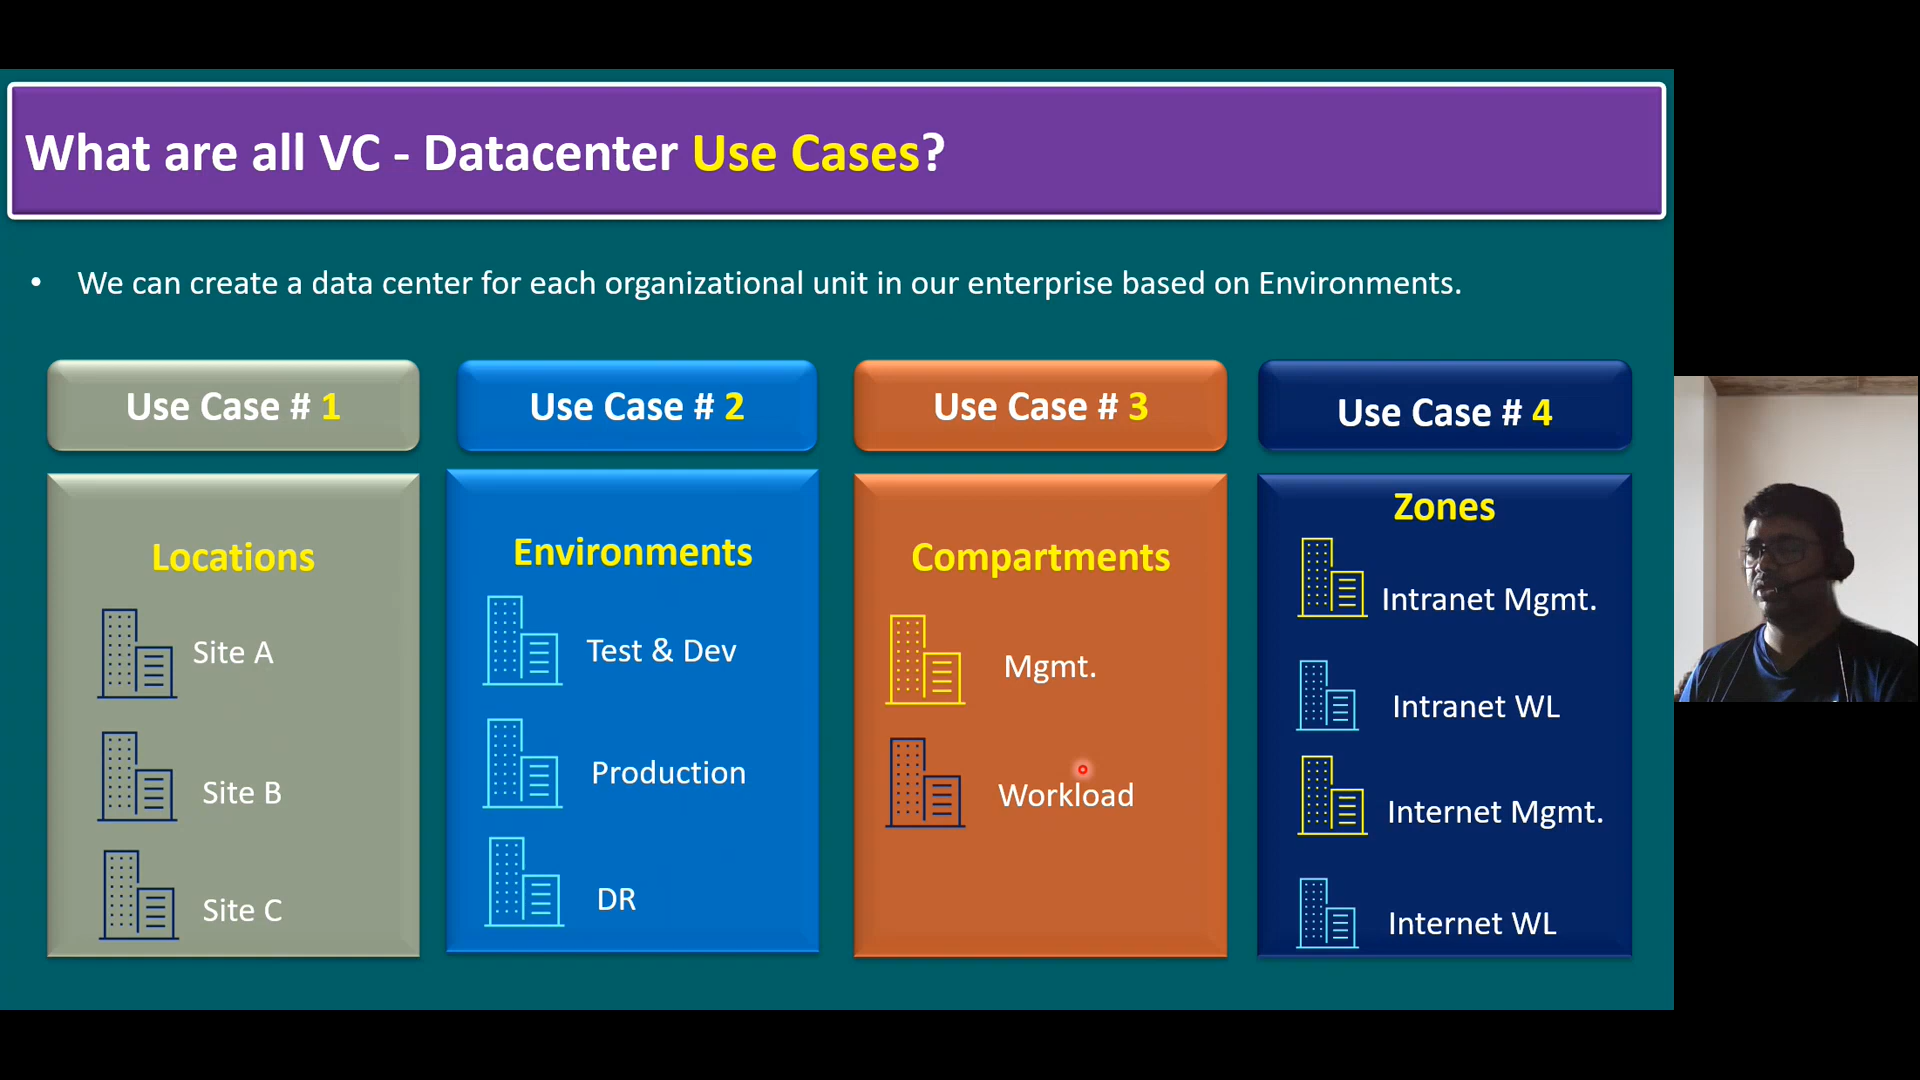 What are all VC - Datacenter Use Cases?
• We can create a data center for each organizational unit in our enterprise based on Environments.
Use Case # 1
Locations
Site A
Site B
Site C
Use Case # 2
Environments
Test & Dev
Production
DR
Use Case # 3
Compartments
Mgmt.
Workload
Use Case # 4
Zones
Intranet Mgmt.
Intranet WL
Internet Mgmt.
Internet WL